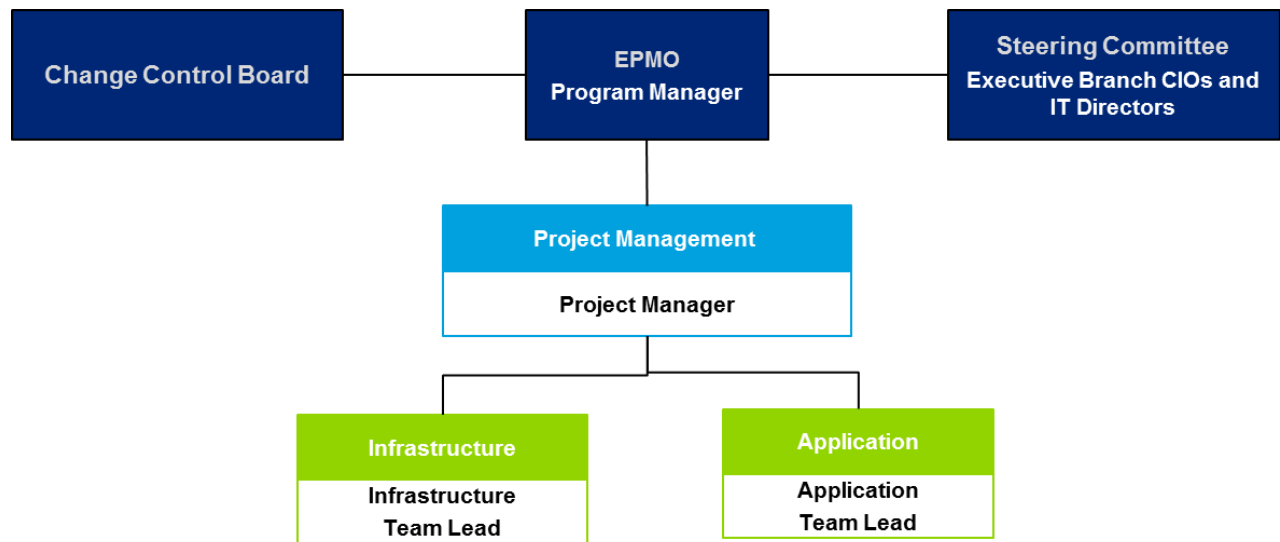 Change Control Board
EPMO
Program Manager
Steering Committee
Executive Branch CIOs and
IT Directors
Project Management
Project Manager
Infrastructure
Infrastructure
Team Lead
Application
Application
Team Lead